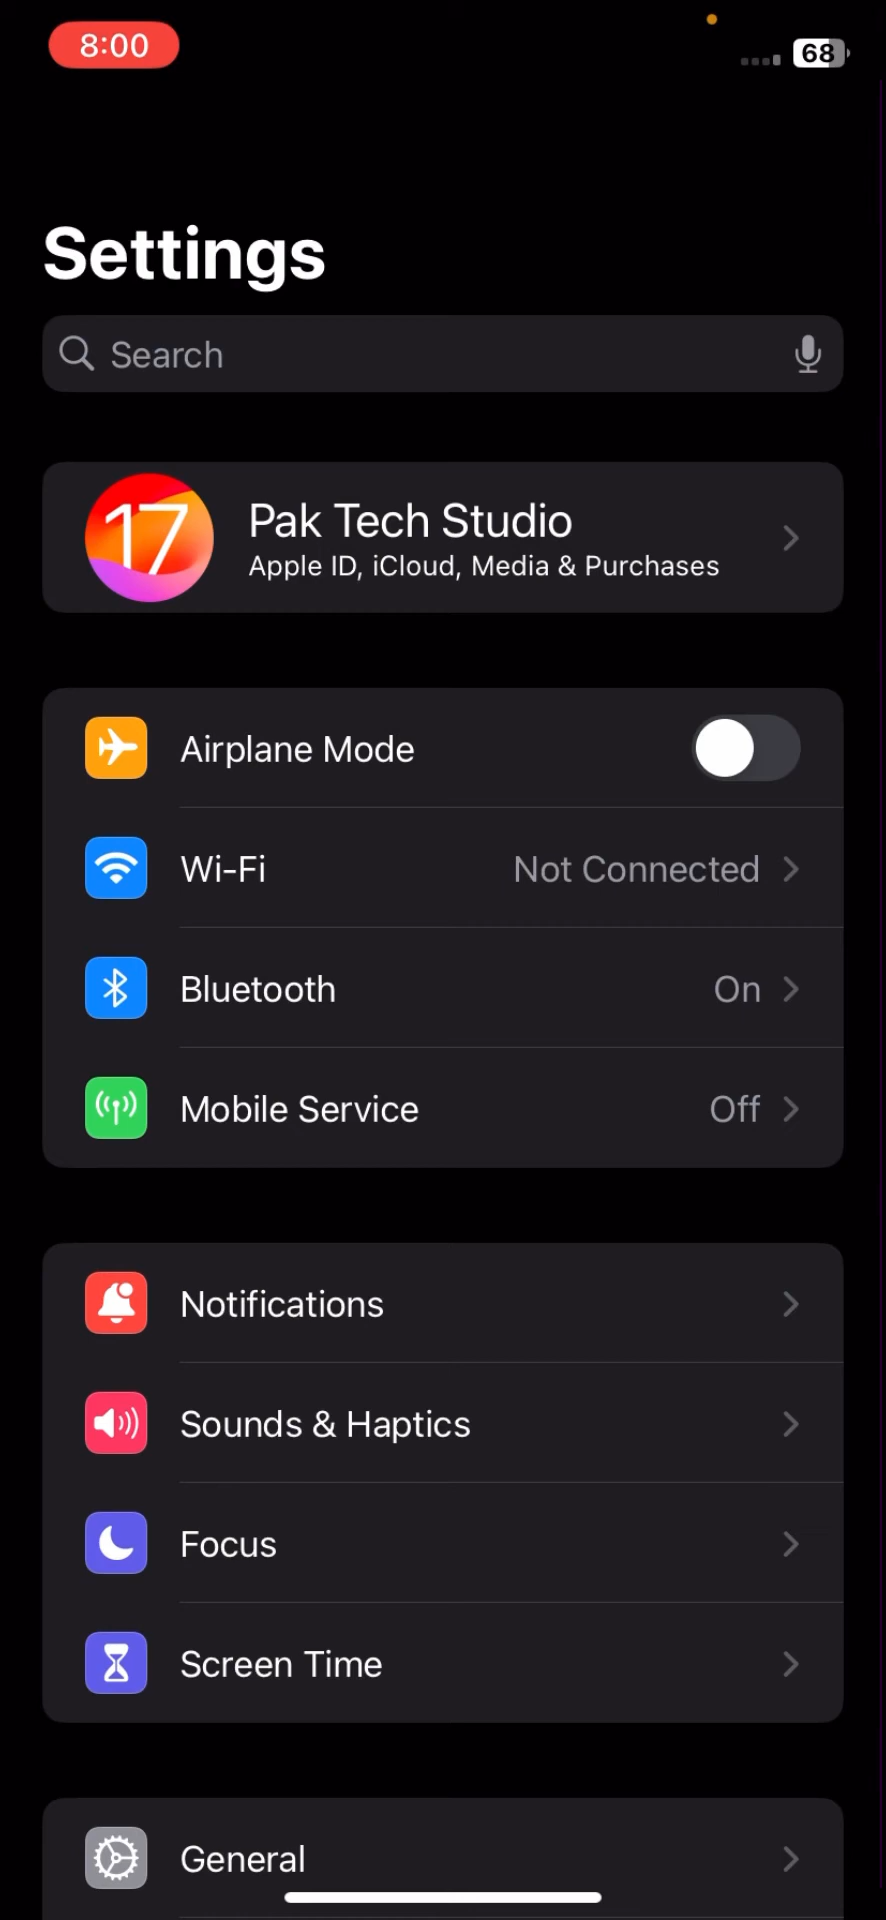 8:00
68
Settings
Search
17
Pak Tech Studio
Apple ID, iCloud, Media & Purchases
Airplane Mode
Wi-Fi Not Connected
Bluetooth On
Mobile Service Off
Notifications
Sounds & Haptics
Focus
Screen Time
General